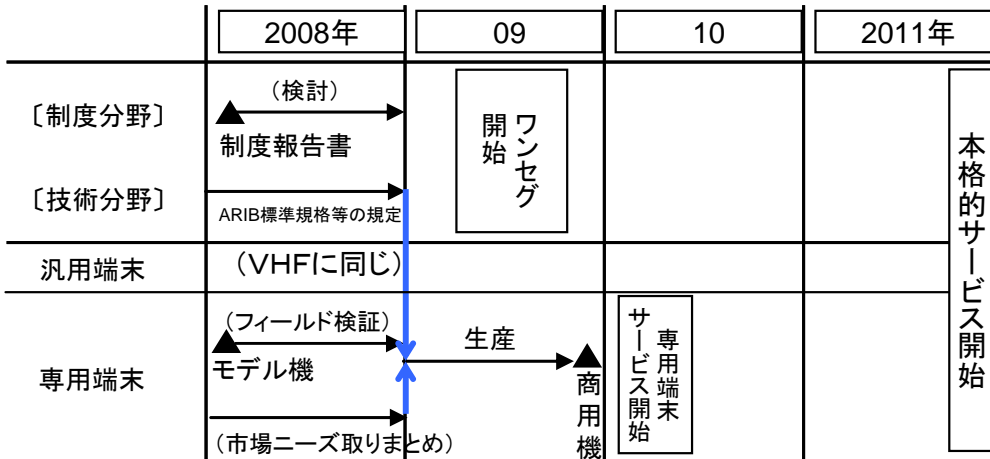 2008年
09
10
2011年
〔制度分野〕
（検討）
制度報告書
ワンセグ
開始
〔技術分野〕
ARIB標準規格等の規定
汎用端末
（VHFに同じ）
専用端末
（フィールド検証）
モデル機
（市場ニーズ取りまとめ）
生産
商用機
専用端末
サービス開始
本格的サービス開始